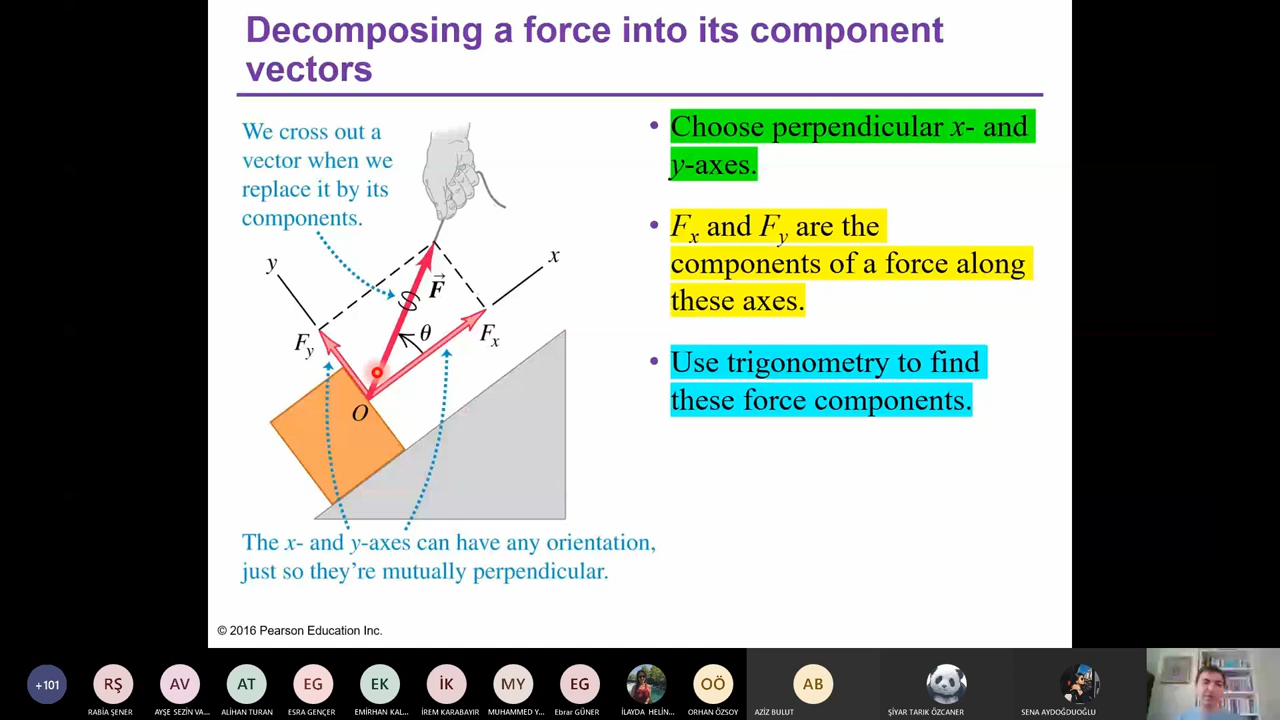 Decomposing a force into its component
vectors
We cross out a
vector when we
replace it by its
components.
y
x
F
θ
Fy
Fx
O
The x- and y-axes can have any orientation,
just so they're mutually perpendicular.
• Choose perpendicular x- and
y-axes.
• Fx and Fy are the
components of a force along
these axes.
• Use trigonometry to find
these force components.
© 2016 Pearson Education Inc.
+101
RŞ
RABİA ŞENER
AV
AYŞE SEZİN VA...
AT
ALİHAN TURAN
EG
ESRA GENÇER
EK
EMİRHAN KAL...
İK
İREM KARABAYIR
MY
MUHAMMED Y...
EG
Ebrar GÜNER
İLAYDA HELİN...
OÖ
ORHAN ÖZSOY
AB
AZİZ BULUT
ŞİYAR TARIK ÖZCANER
SENA AYDOĞDUOĞLU